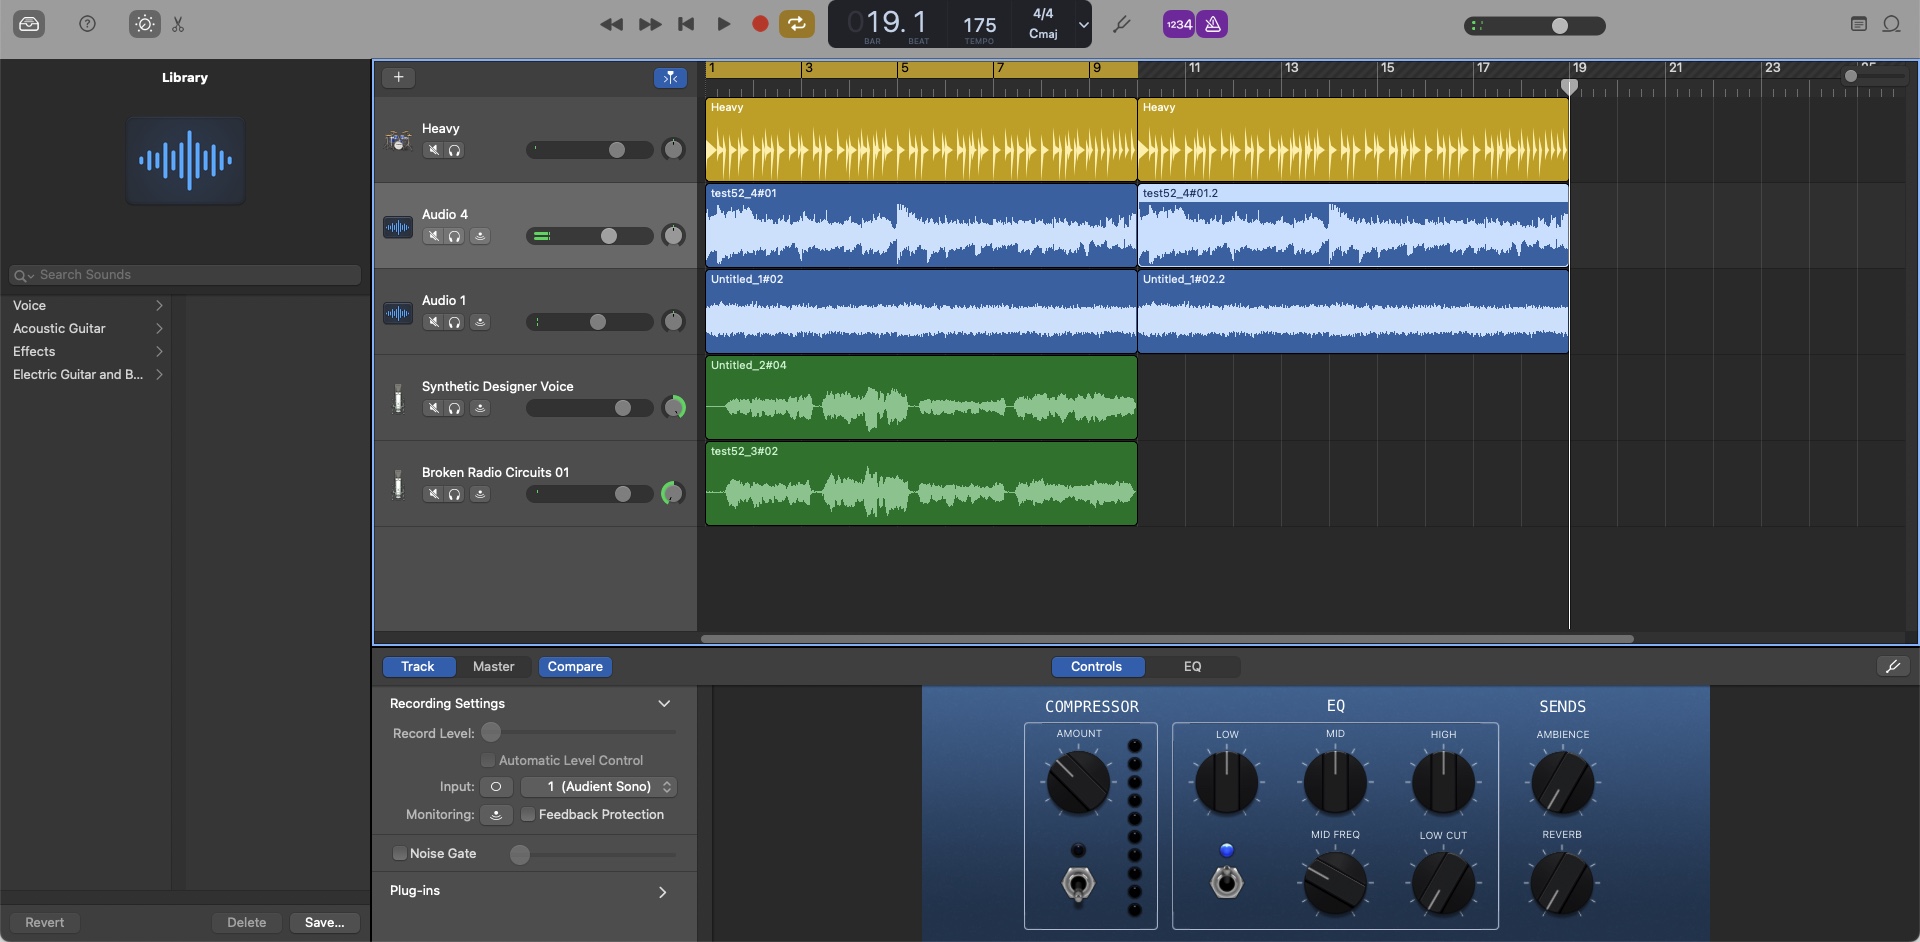 019. 1
BAR
BEAT
175
TEMPO
4/4
Cmaj
1234
Library
Search Sounds
Voice
Acoustic Guitar
Effects
Electric Guitar and B...
Revert
Delete
Save...
1 3 5 7 9 11 13 15 17 19 21 23 25
Heavy
Audio 4
Audio 1
Synthetic Designer Voice
Broken Radio Circuits 01
Heavy
Heavy
test52_4#01
test52_4#01.2
Untitled_1#02
Untitled_1#02.2
Untitled_2#04
test52_3#02
Track
Master
Compare
Controls
EQ
Recording Settings
Record Level:
Automatic Level Control
Input:
1 (Audient Sono)
Monitoring:
Feedback Protection
Noise Gate
Plug-ins
COMPRESSOR
AMOUNT
EQ
LOW
MID
HIGH
MID FREQ
LOW CUT
SENDS
AMBIENCE
REVERB